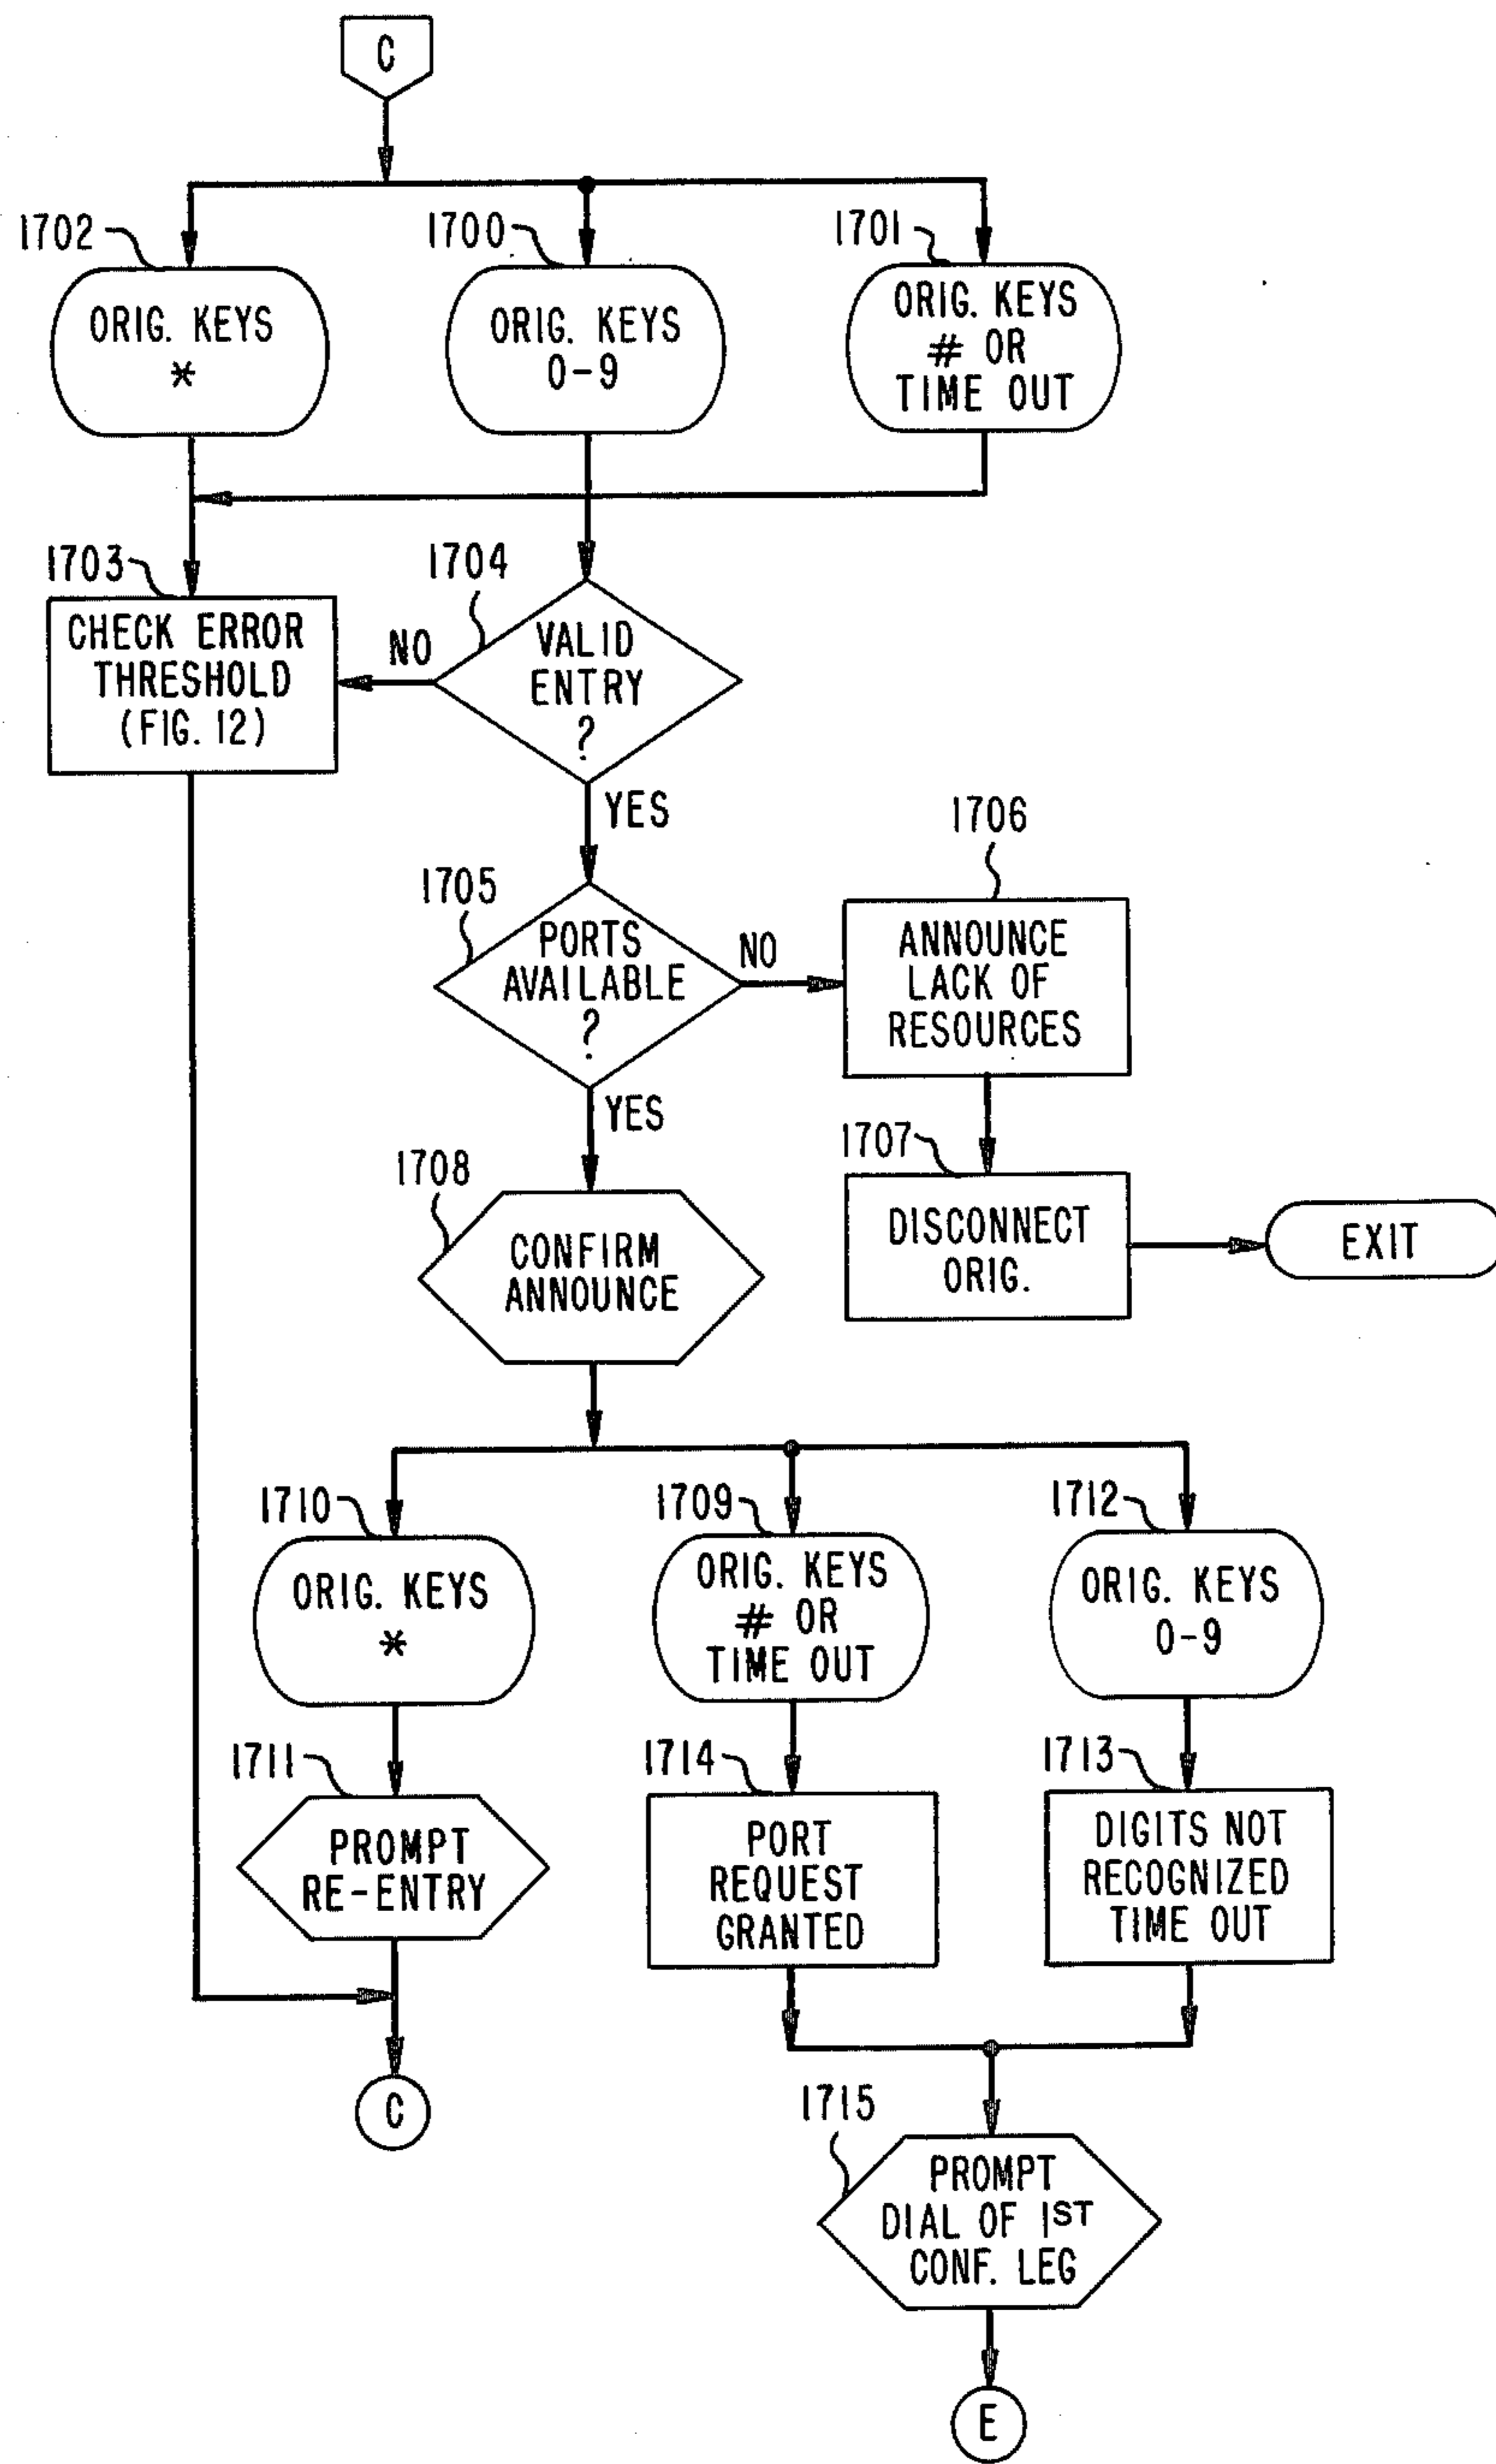 C
1702
1700
1701
ORIG. KEYS
*
ORIG. KEYS
0-9
ORIG. KEYS
# OR
TIME OUT
1703
CHECK ERROR
THRESHOLD
(FIG. 12)
NO
1704
VALID
ENTRY
?
YES
1705
PORTS
AVAILABLE
?
NO
1706
ANNOUNCE
LACK OF
RESOURCES
YES
1707
DISCONNECT
ORIG.
EXIT
1708
CONFIRM
ANNOUNCE
1710
1709
1712
ORIG. KEYS
*
ORIG. KEYS
# OR
TIME OUT
ORIG. KEYS
0-9
1711
PROMPT
RE-ENTRY
1714
PORT
REQUEST
GRANTED
1713
DIGITS NOT
RECOGNIZED
TIME OUT
C
1715
PROMPT
DIAL OF 1ST
CONF. LEG
E